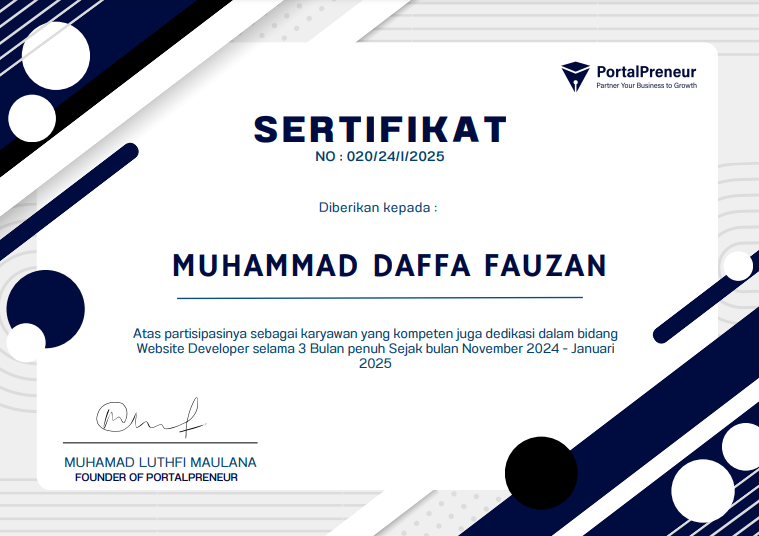 PortalPreneur
Partner Your Business to Growth
SERTIFIKAT
NO : 020/24/I/2025
Diberikan kepada :
MUHAMMAD DAFFA FAUZAN
Atas partisipasinya sebagai karyawan yang kompeten juga dedikasi dalam bidang
Website Developer selama 3 Bulan penuh Sejak bulan November 2024 - Januari
2025
MUHAMAD LUTHFI MAULANA
FOUNDER OF PORTALPRENEUR